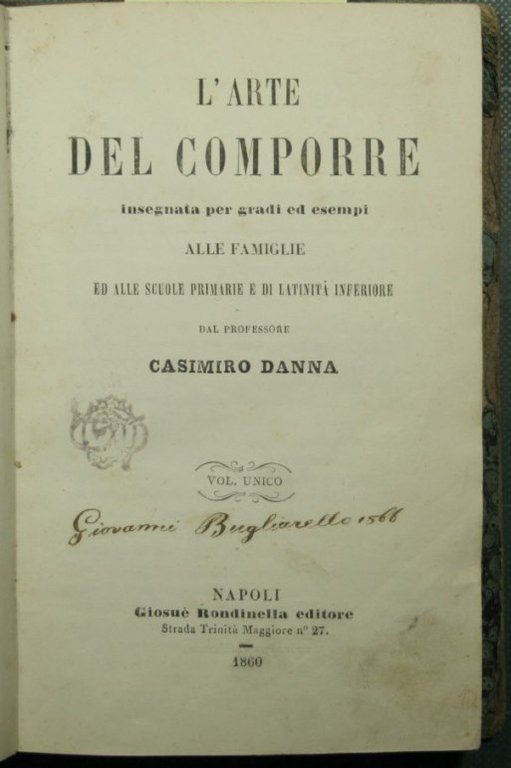 L'ARTE
DEL COMPORRE
insegnata per gradi ed esempi
ALLE FAMIGLIE
ED ALLE SCUOLE PRIMARIE E DI LATINITÀ INFERIORE
DAL PROFESSORE
CASIMIRO DANNA
VOL. UNICO
Giovanni Bugliarello 1866
NAPOLI
Giosuè Rondinella editore
Strada Trinità Maggiore nº 27.
1860